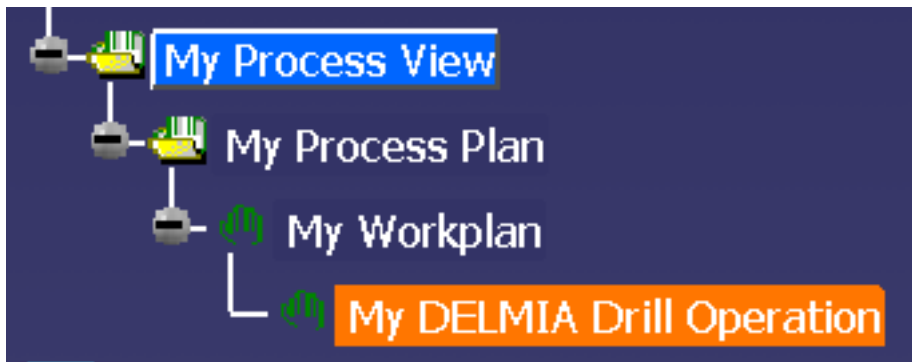 My Process View
My Process Plan
My Workplan
My DELMIA Drill Operation